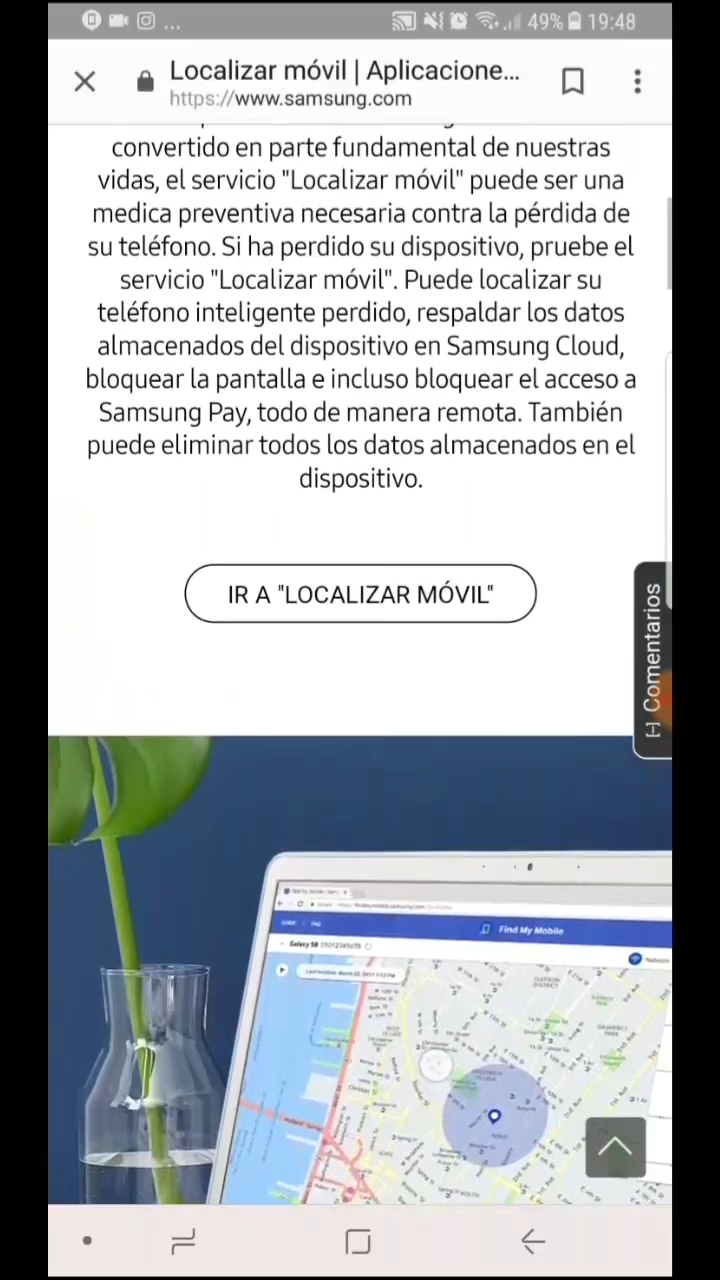 ... 49% 19:48
Localizar móvil | Aplicacione...
https://www.samsung.com
convertido en parte fundamental de nuestras
vidas, el servicio "Localizar móvil" puede ser una
medica preventiva necesaria contra la pérdida de
su teléfono. Si ha perdido su dispositivo, pruebe el
servicio "Localizar móvil". Puede localizar su
teléfono inteligente perdido, respaldar los datos
almacenados del dispositivo en Samsung Cloud,
bloquear la pantalla e incluso bloquear el acceso a
Samsung Pay, todo de manera remota. También
puede eliminar todos los datos almacenados en el
dispositivo.
IR A "LOCALIZAR MÓVIL"
[-] Comentarios
Find My Mobile
Galaxy S8
Network